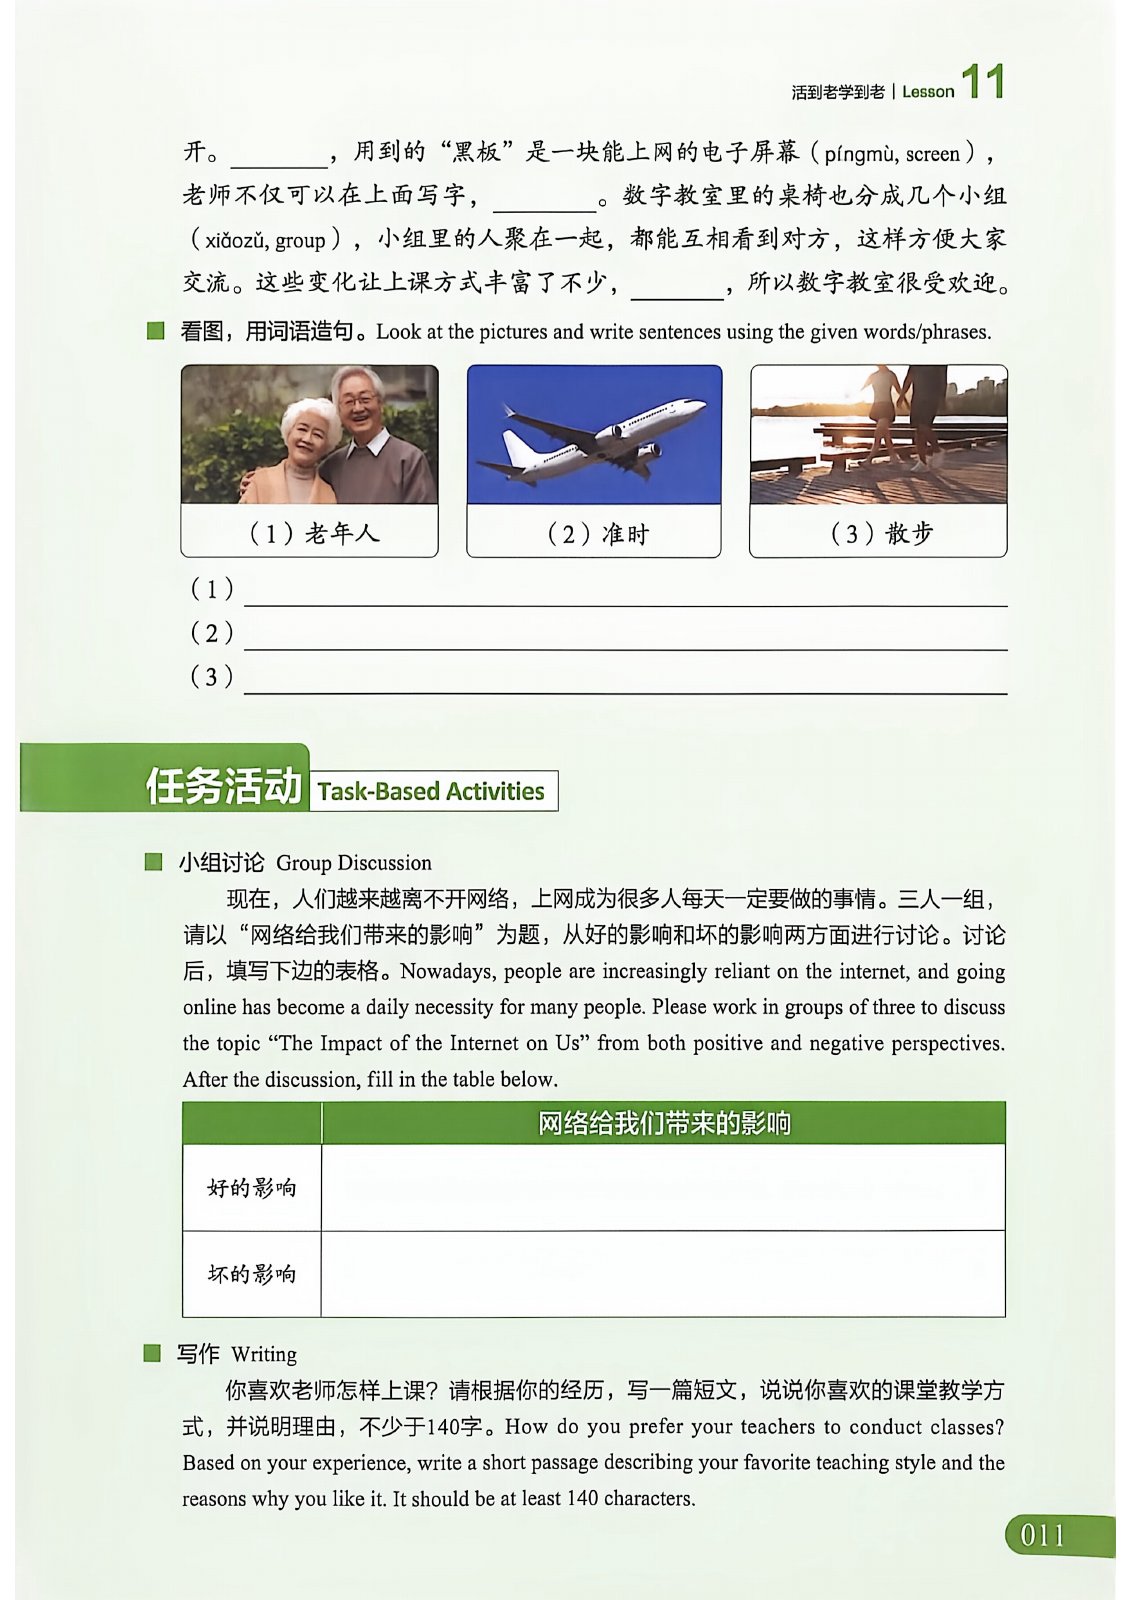 活到老学到老 | Lesson 11
开。________，用到的“黑板”是一块能上网的电子屏幕（píngmù, screen），
老师不仅可以在上面写字，________。数字教室里的桌椅也分成几个小组
（xiǎozǔ, group），小组里的人聚在一起，都能互相看到对方，这样方便大家
交流。这些变化让上课方式丰富了不少，________，所以数字教室很受欢迎。
看图，用词语造句。Look at the pictures and write sentences using the given words/phrases.
（1）老年人
（2）准时
（3）散步
（1）
（2）
（3）
任务活动 Task-Based Activities
小组讨论 Group Discussion
现在，人们越来越离不开网络，上网成为很多人每天一定要做的事情。三人一组，
请以“网络给我们带来的影响”为题，从好的影响和坏的影响两方面进行讨论。讨论
后，填写下边的表格。Nowadays, people are increasingly reliant on the internet, and going
online has become a daily necessity for many people. Please work in groups of three to discuss
the topic “The Impact of the Internet on Us” from both positive and negative perspectives.
After the discussion, fill in the table below.
网络给我们带来的影响
好的影响
坏的影响
写作 Writing
你喜欢老师怎样上课？请根据你的经历，写一篇短文，说说你喜欢的课堂教学方
式，并说明理由，不少于140字。How do you prefer your teachers to conduct classes?
Based on your experience, write a short passage describing your favorite teaching style and the
reasons why you like it. It should be at least 140 characters.
011